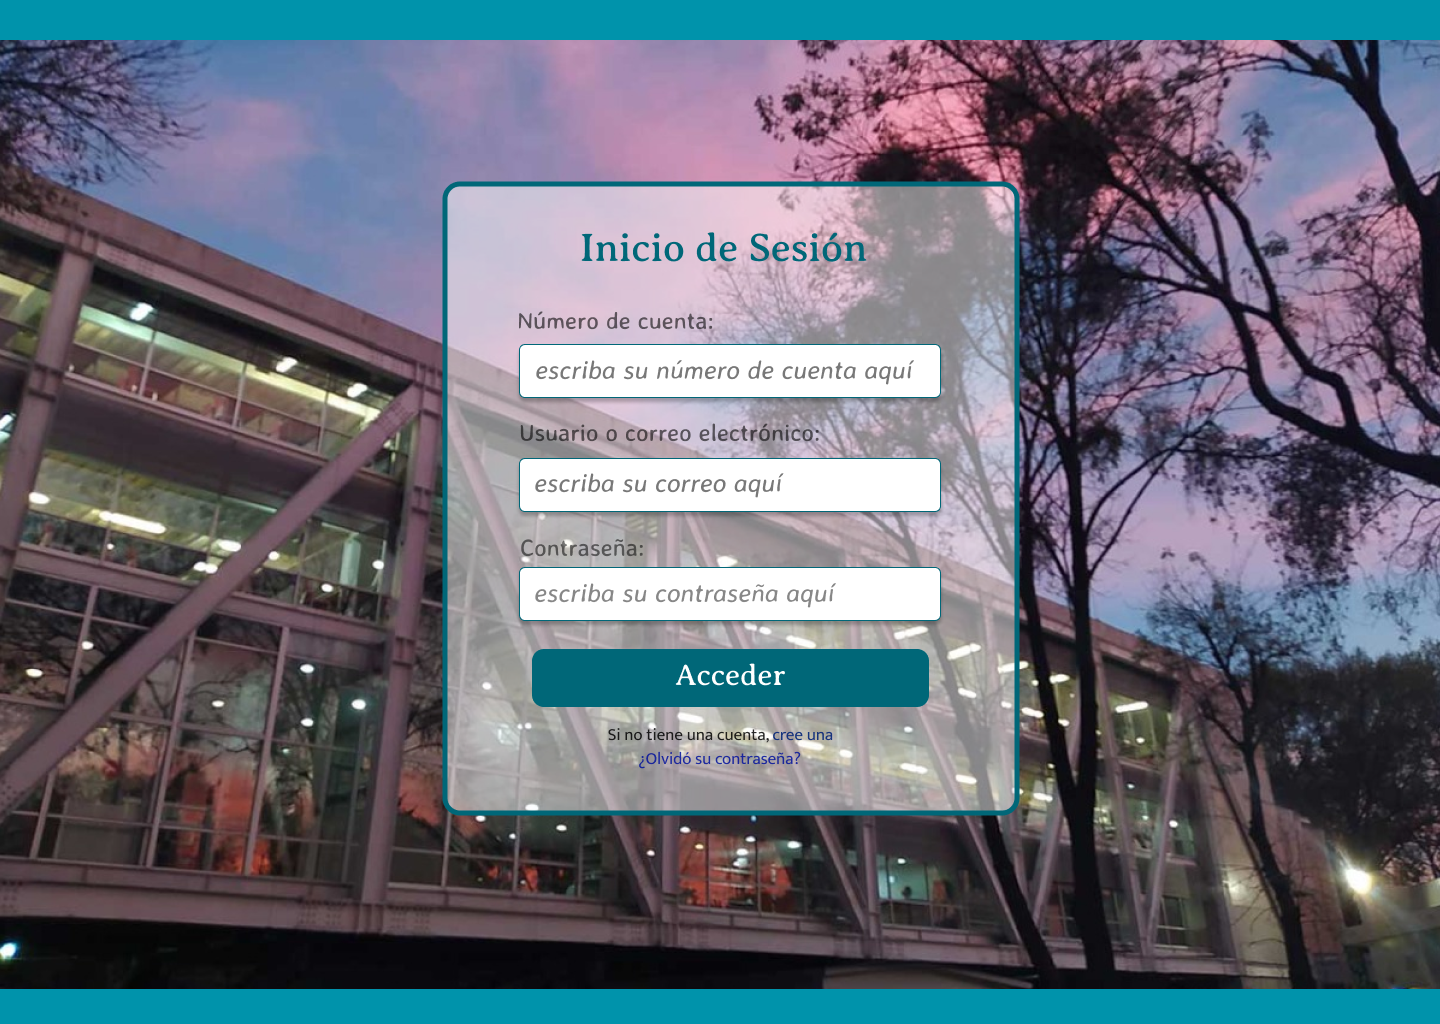 Inicio de Sesión
Número de cuenta:
escriba su número de cuenta aquí
Usuario o correo electrónico:
escriba su correo aquí
Contraseña:
escriba su contraseña aquí
Acceder
Si no tiene una cuenta, cree una
¿Olvidó su contraseña?